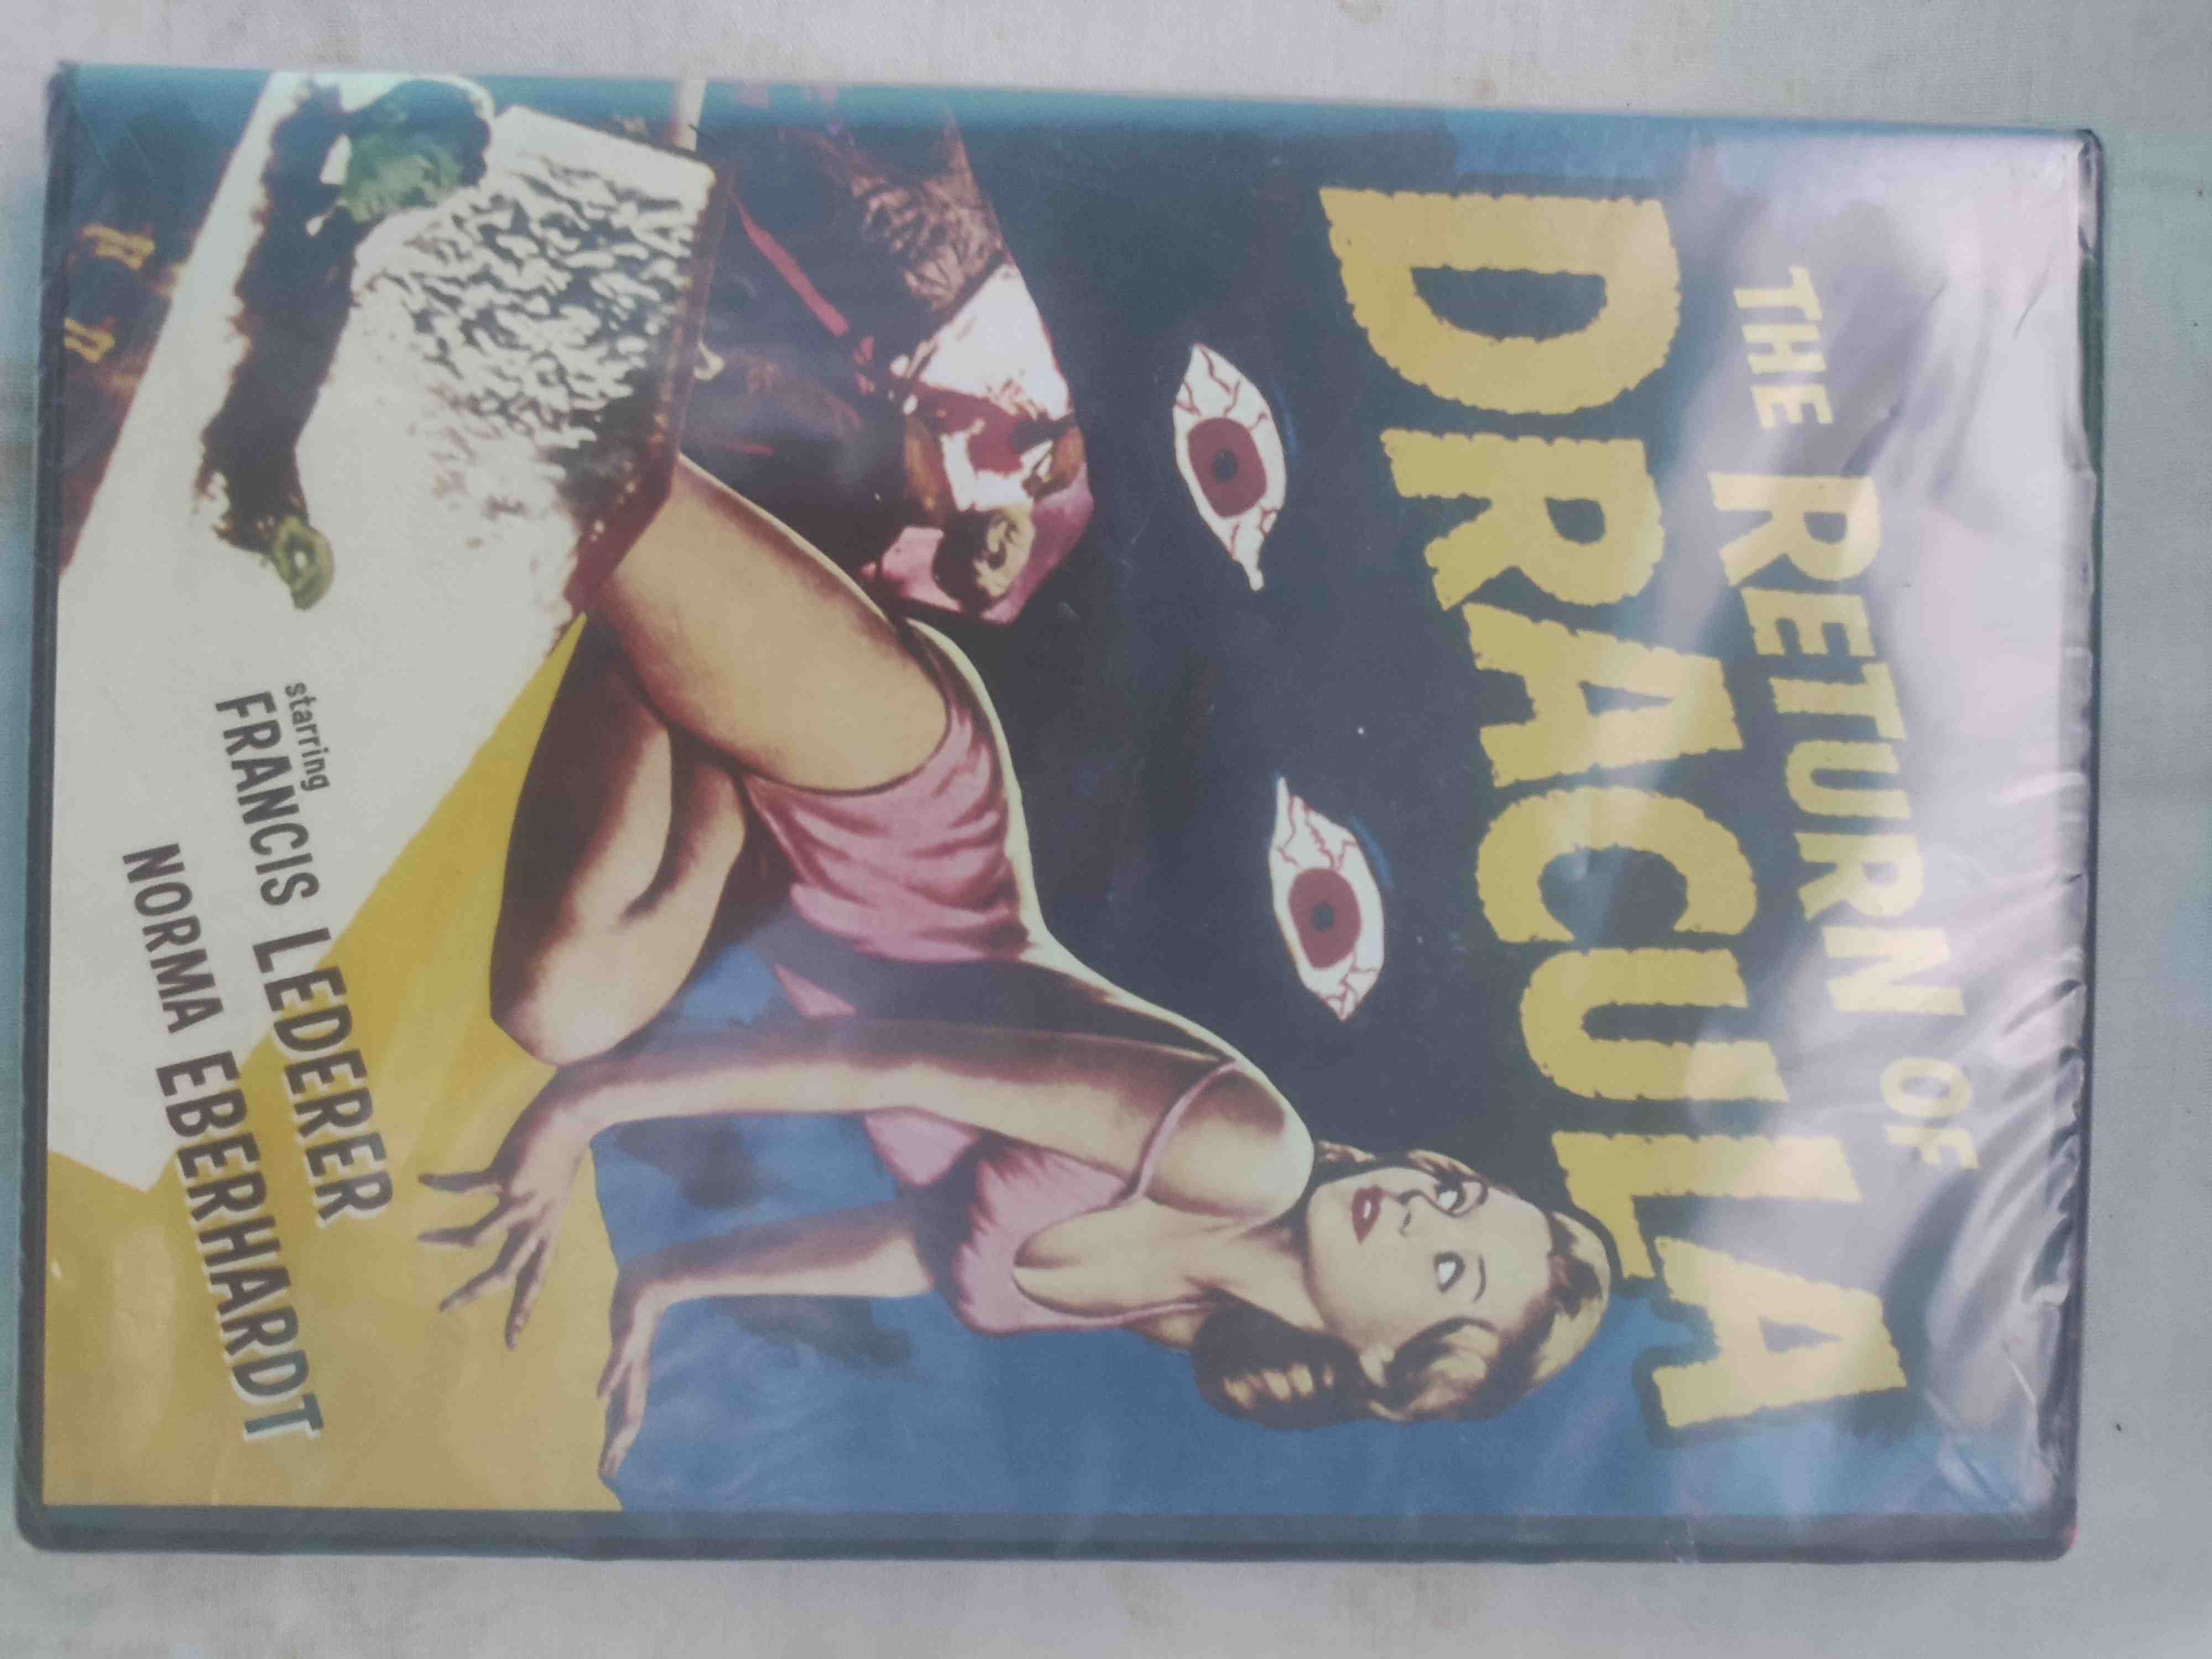 THE RETURN OF
DRACULA
starring
FRANCIS LEDERER
NORMA EBERHARDT